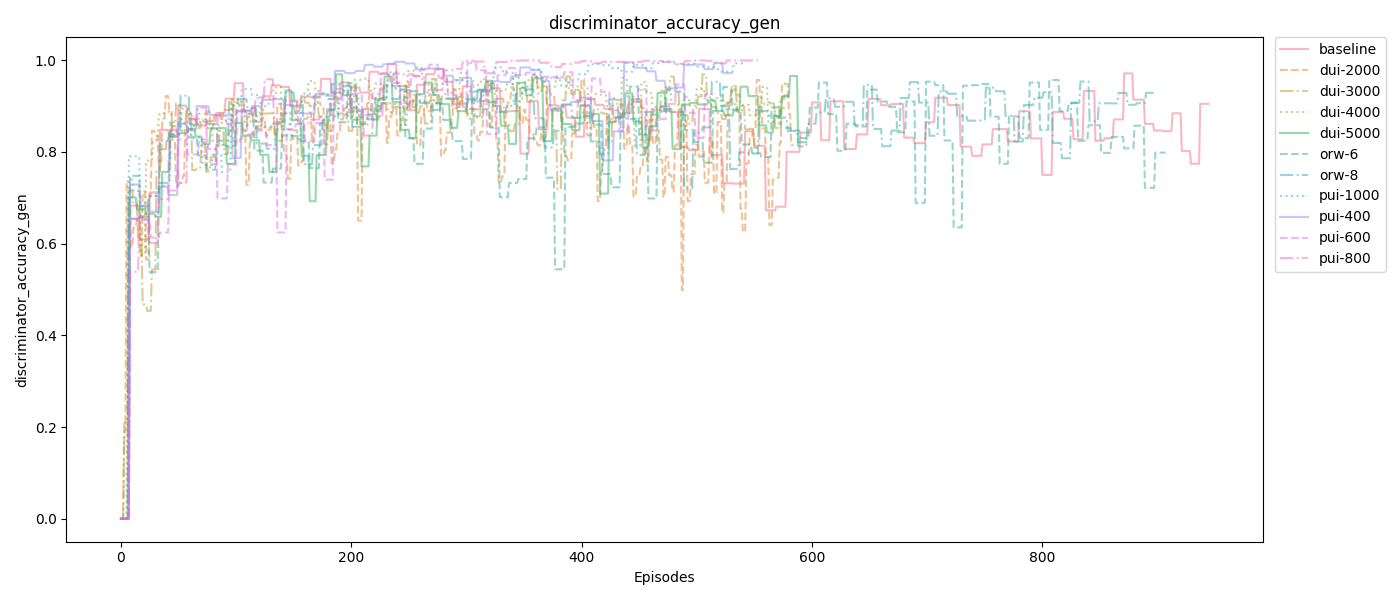 discriminator_accuracy_gen
discriminator_accuracy_gen
1.0
0.8
0.6
0.4
0.2
0.0
0
200
400
600
800
Episodes
baseline
dui-2000
dui-3000
dui-4000
dui-5000
orw-6
orw-8
pui-1000
pui-400
pui-600
pui-800